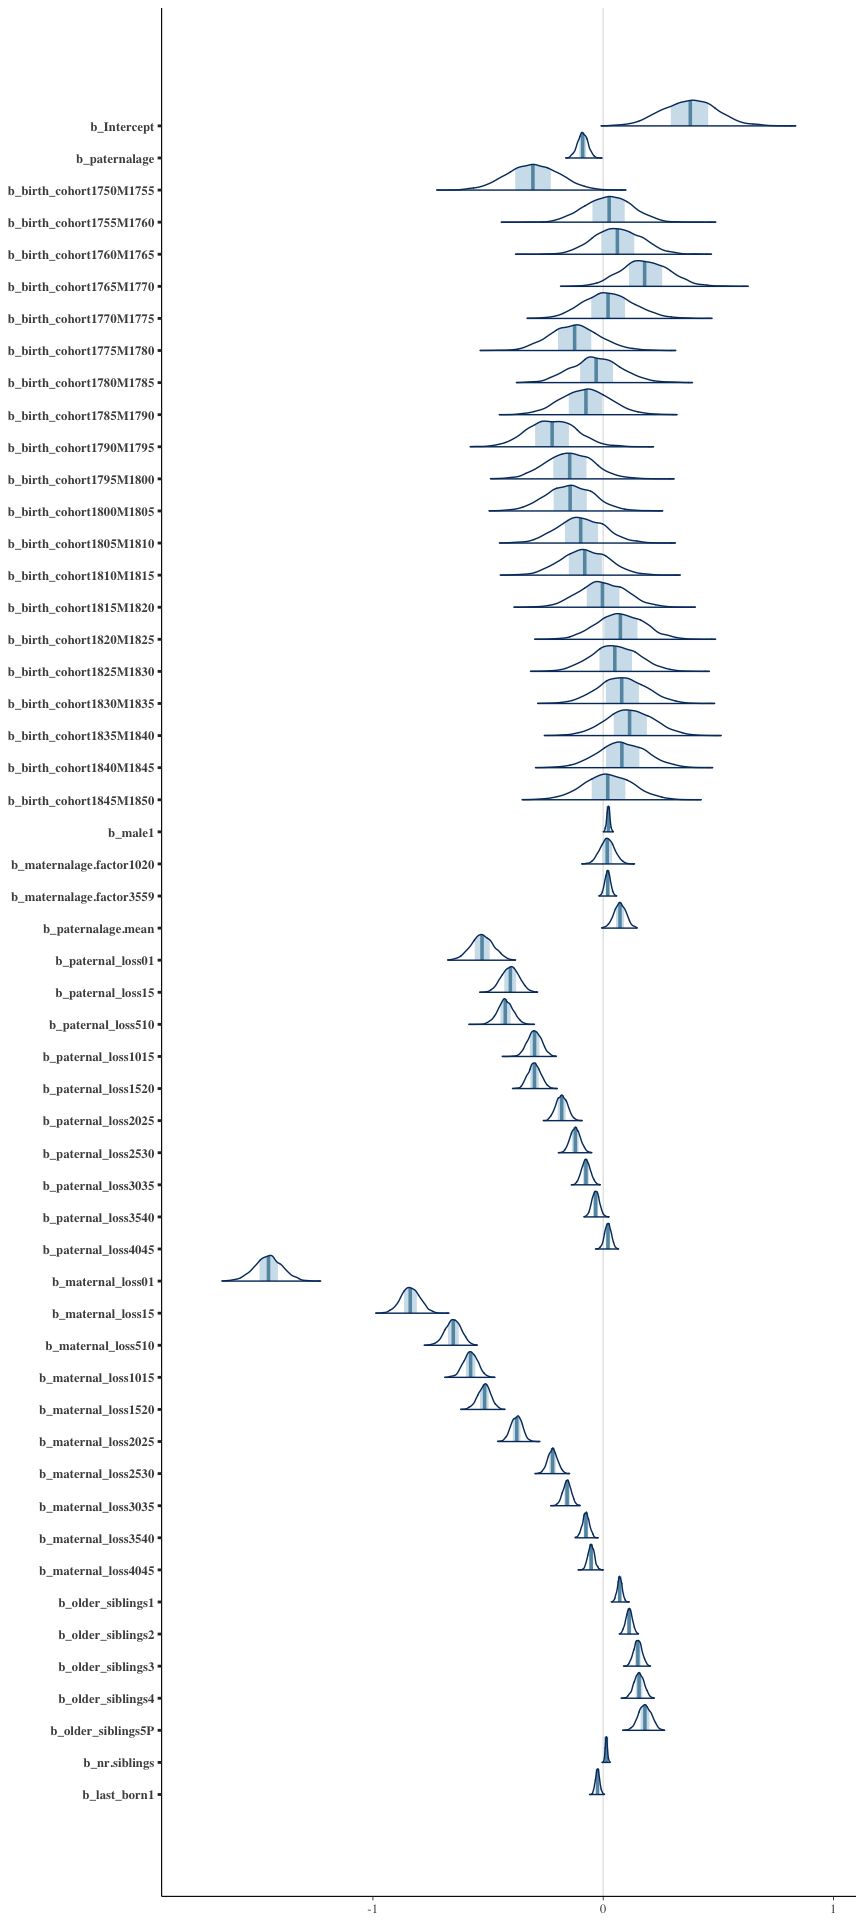 b_Intercept
b_paternalage
b_birth_cohort1750M1755
b_birth_cohort1755M1760
b_birth_cohort1760M1765
b_birth_cohort1765M1770
b_birth_cohort1770M1775
b_birth_cohort1775M1780
b_birth_cohort1780M1785
b_birth_cohort1785M1790
b_birth_cohort1790M1795
b_birth_cohort1795M1800
b_birth_cohort1800M1805
b_birth_cohort1805M1810
b_birth_cohort1810M1815
b_birth_cohort1815M1820
b_birth_cohort1820M1825
b_birth_cohort1825M1830
b_birth_cohort1830M1835
b_birth_cohort1835M1840
b_birth_cohort1840M1845
b_birth_cohort1845M1850
b_male1
b_maternalage.factor1020
b_maternalage.factor3559
b_paternalage.mean
b_paternal_loss01
b_paternal_loss15
b_paternal_loss510
b_paternal_loss1015
b_paternal_loss1520
b_paternal_loss2025
b_paternal_loss2530
b_paternal_loss3035
b_paternal_loss3540
b_paternal_loss4045
b_maternal_loss01
b_maternal_loss15
b_maternal_loss510
b_maternal_loss1015
b_maternal_loss1520
b_maternal_loss2025
b_maternal_loss2530
b_maternal_loss3035
b_maternal_loss3540
b_maternal_loss4045
b_older_siblings1
b_older_siblings2
b_older_siblings3
b_older_siblings4
b_older_siblings5P
b_nr.siblings
b_last_born1
-1 0 1